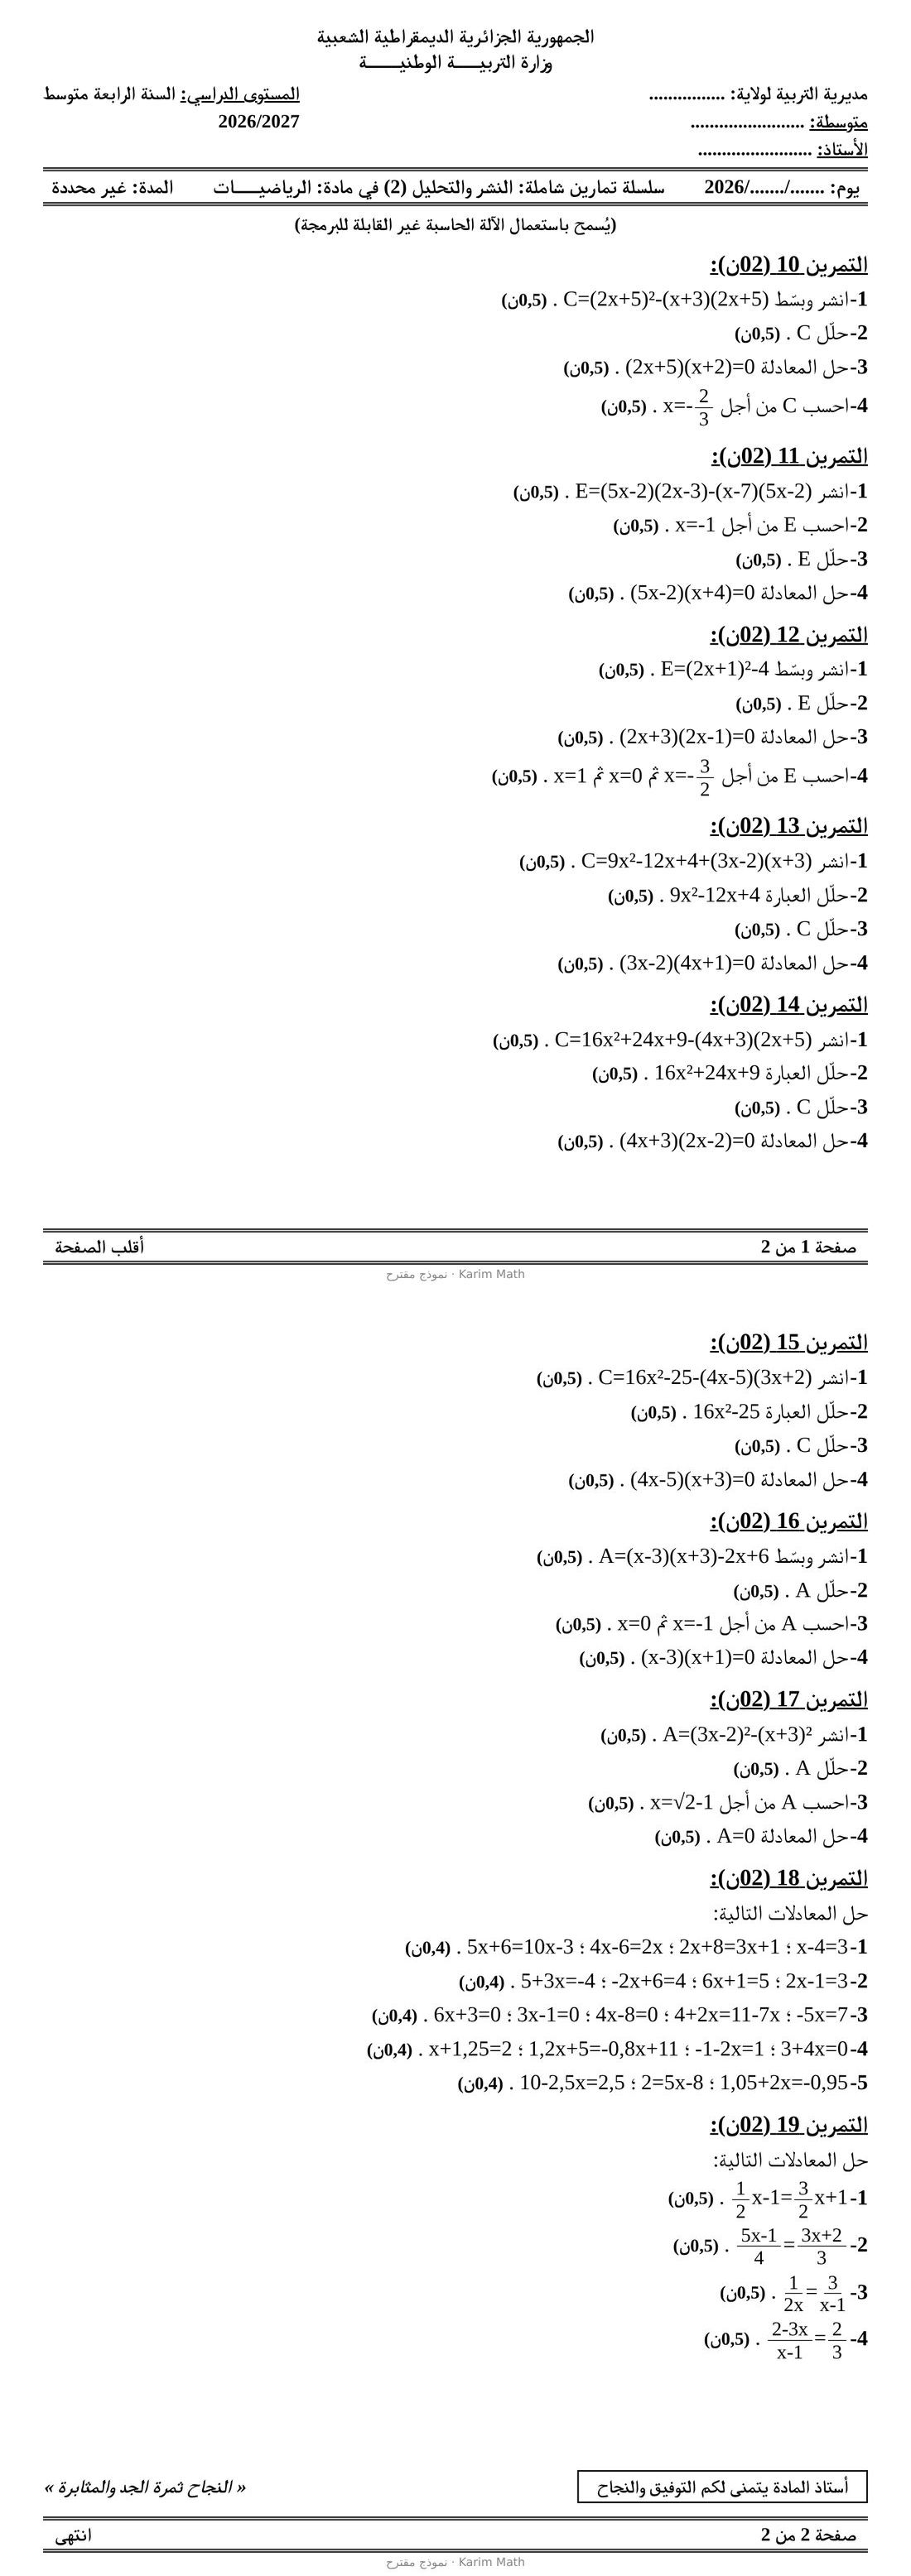 الجمهورية الجزائرية الديمقراطية الشعبية
وزارة التربيـــــة الوطنيـــــــة
مديرية التربية لولاية: ................
المستوى الدراسي: السنة الرابعة متوسط
متوسطة: ........................
2026/2027
الأستاذ: ........................
يوم: ......./......./2026 سلسلة تمارين شاملة: النشر والتحليل (2) في مادة: الرياضيـــــات المدة: غير محددة
(يُسمح باستعمال الآلة الحاسبة غير القابلة للبرمجة)
التمرين 10 (02ن):
1-انشر وبسّط C=(2x+5)²-(x+3)(2x+5) . (0,5ن)
2-حلّل C . (0,5ن)
3-حل المعادلة (2x+5)(x+2)=0 . (0,5ن)
4-احسب C من أجل x=-2/3 . (0,5ن)
التمرين 11 (02ن):
1-انشر E=(5x-2)(2x-3)-(x-7)(5x-2) . (0,5ن)
2-احسب E من أجل x=-1 . (0,5ن)
3-حلّل E . (0,5ن)
4-حل المعادلة (5x-2)(x+4)=0 . (0,5ن)
التمرين 12 (02ن):
1-انشر وبسّط E=(2x+1)²-4 . (0,5ن)
2-حلّل E . (0,5ن)
3-حل المعادلة (2x+3)(2x-1)=0 . (0,5ن)
4-احسب E من أجل x=-3/2 ثم x=0 ثم x=1 . (0,5ن)
التمرين 13 (02ن):
1-انشر C=9x²-12x+4+(3x-2)(x+3) . (0,5ن)
2-حلّل العبارة 9x²-12x+4 . (0,5ن)
3-حلّل C . (0,5ن)
4-حل المعادلة (3x-2)(4x+1)=0 . (0,5ن)
التمرين 14 (02ن):
1-انشر C=16x²+24x+9-(4x+3)(2x+5) . (0,5ن)
2-حلّل العبارة 16x²+24x+9 . (0,5ن)
3-حلّل C . (0,5ن)
4-حل المعادلة (4x+3)(2x-2)=0 . (0,5ن)
صفحة 1 من 2 أقلب الصفحة
Karim Math · نموذج مقترح
التمرين 15 (02ن):
1-انشر C=16x²-25-(4x-5)(3x+2) . (0,5ن)
2-حلّل العبارة 16x²-25 . (0,5ن)
3-حلّل C . (0,5ن)
4-حل المعادلة (4x-5)(x+3)=0 . (0,5ن)
التمرين 16 (02ن):
1-انشر وبسّط A=(x-3)(x+3)-2x+6 . (0,5ن)
2-حلّل A . (0,5ن)
3-احسب A من أجل x=-1 ثم x=0 . (0,5ن)
4-حل المعادلة (x-3)(x+1)=0 . (0,5ن)
التمرين 17 (02ن):
1-انشر A=(3x-2)²-(x+3)² . (0,5ن)
2-حلّل A . (0,5ن)
3-احسب A من أجل x=√2-1 . (0,5ن)
4-حل المعادلة A=0 . (0,5ن)
التمرين 18 (02ن):
حل المعادلات التالية:
1-x-4=3 ؛ 2x+8=3x+1 ؛ 4x-6=2x ؛ 5x+6=10x-3 . (0,4ن)
2-2x-1=3 ؛ 6x+1=5 ؛ -2x+6=4 ؛ 5+3x=-4 . (0,4ن)
3--5x=7 ؛ 4+2x=11-7x ؛ 4x-8=0 ؛ 3x-1=0 ؛ 6x+3=0 . (0,4ن)
4-3+4x=0 ؛ -1-2x=1 ؛ 1,2x+5=-0,8x+11 ؛ x+1,25=2 . (0,4ن)
5-1,05+2x=-0,95 ؛ 2=5x-8 ؛ 10-2,5x=2,5 . (0,4ن)
التمرين 19 (02ن):
حل المعادلات التالية:
1-1/2 x-1=3/2 x+1 . (0,5ن)
2-(5x-1)/4=(3x+2)/3 . (0,5ن)
3-1/(2x)=3/(x-1) . (0,5ن)
4-(2-3x)/(x-1)=2/3 . (0,5ن)
أستاذ المادة يتمنى لكم التوفيق والنجاح
« النجاح ثمرة الجد والمثابرة »
صفحة 2 من 2 انتهى
Karim Math · نموذج مقترح